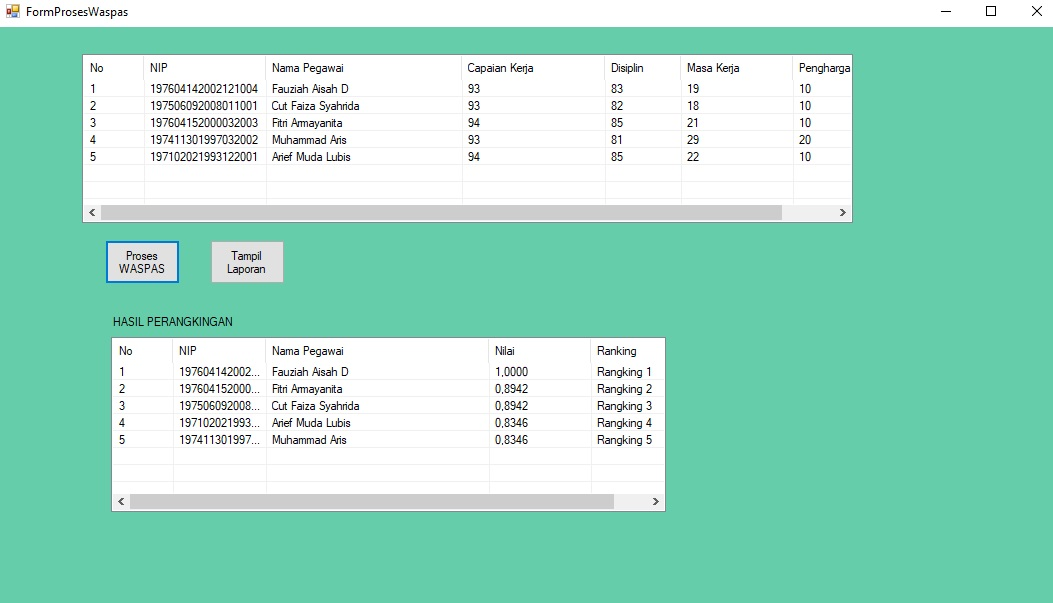 FormProsesWaspas
No NIP Nama Pegawai Capaian Kerja Disiplin Masa Kerja Pengharga
1 197604142002121004 Fauziah Aisah D 93 83 19 10
2 197506092008011001 Cut Faiza Syahrida 93 82 18 10
3 197604152000032003 Fitri Armayanita 94 85 21 10
4 197411301997032002 Muhammad Aris 93 81 29 20
5 197102021993122001 Arief Muda Lubis 94 85 22 10
Proses Tampil
WASPAS Laporan
HASIL PERANGKINGAN
No NIP Nama Pegawai Nilai Ranking
1 197604142002... Fauziah Aisah D 1,0000 Rangking 1
2 197604152000... Fitri Armayanita 0,8942 Rangking 2
3 197506092008... Cut Faiza Syahrida 0,8942 Rangking 3
4 197102021993... Arief Muda Lubis 0,8346 Rangking 4
5 197411301997... Muhammad Aris 0,8346 Rangking 5